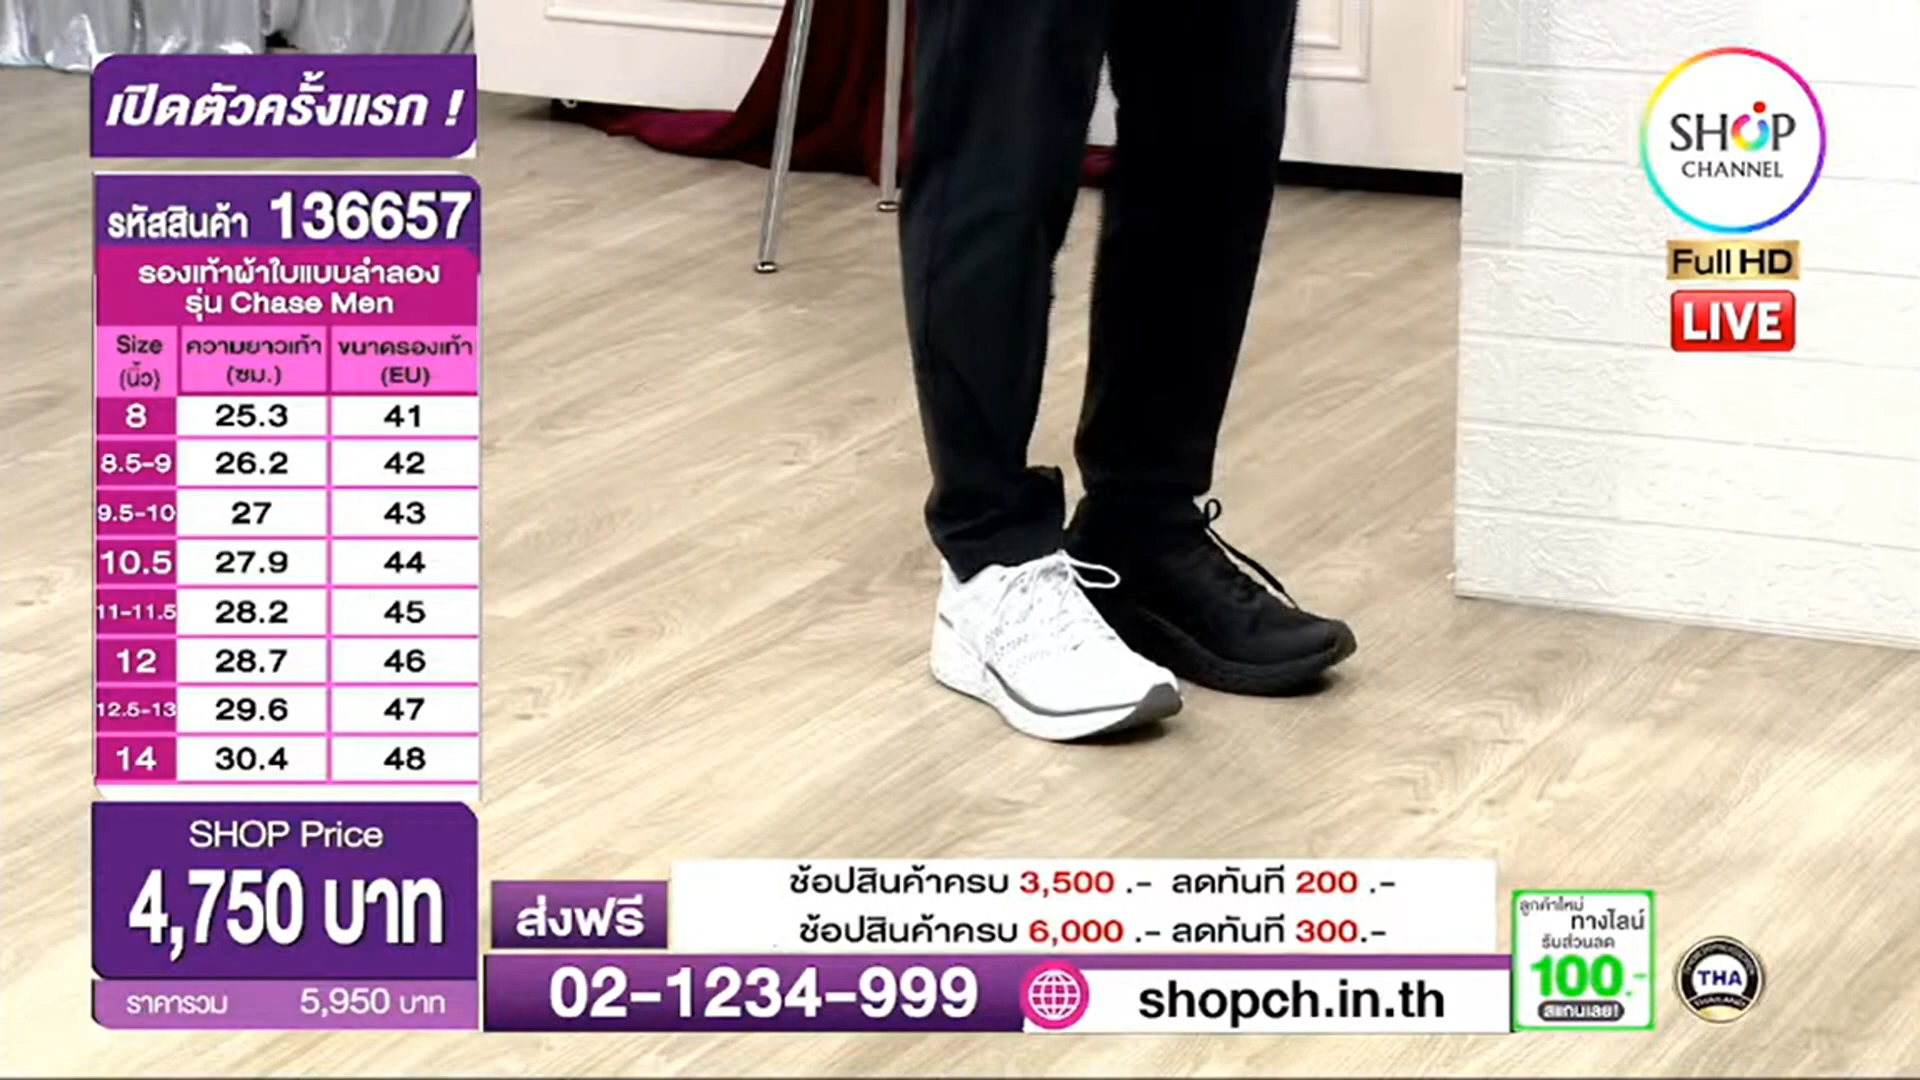 เปิดตัวครั้งแรก !
รหัสสินค้า 136657
รองเท้าผ้าใบแบบลำลอง
รุ่น Chase Men
Size (นิ้ว) ความยาวเท้า (ซม.) ขนาดรองเท้า (EU)
8 25.3 41
8.5-9 26.2 42
9.5-10 27 43
10.5 27.9 44
11-11.5 28.2 45
12 28.7 46
12.5-13 29.6 47
14 30.4 48
SHOP Price
4,750 บาท
ราคารวม 5,950 บาท
ส่งฟรี
ช้อปสินค้าครบ 3,500 .- ลดทันที 200 .-
ช้อปสินค้าครบ 6,000 .- ลดทันที 300.-
02-1234-999
shopch.in.th
SHOP
CHANNEL
Full HD
LIVE
ลูกค้าใหม่
ทางไลน์
รับส่วนลด
100.-
สแกนเลย!
THA